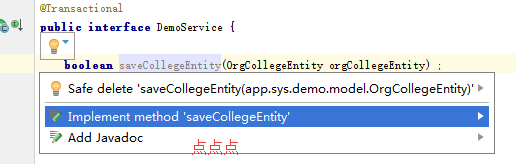 @Transactional
public interface DemoService {
boolean saveCollegeEntity(OrgCollegeEntity orgCollegeEntity) ;
Safe delete 'saveCollegeEntity(app.sys.demo.model.OrgCollegeEntity)'
Implement method 'saveCollegeEntity'
Add Javadoc
点点点